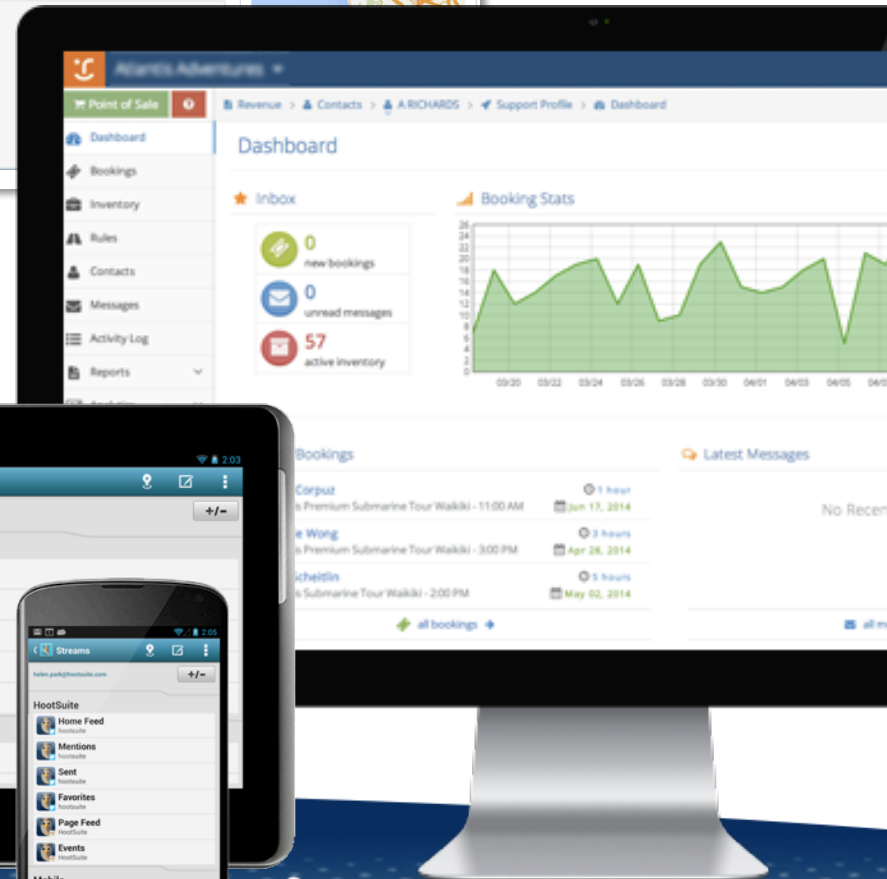 Atlantis Adventures
Point of Sale
Revenue > Contacts > A RICHARDS > Support Profile > Dashboard
Dashboard
Bookings
Inventory
Rules
Contacts
Messages
Activity Log
Reports
Dashboard
Inbox
0
new bookings
0
unread messages
57
active inventory
Booking Stats
26
24
22
20
18
16
14
12
10
8
6
4
2
0
03/20 03/22 03/24 03/26 03/28 03/30 04/01 04/03 04/05
Bookings
Corpuz 1 hour
s Premium Submarine Tour Waikiki - 11:00 AM Jun 17, 2014
e Wong 3 hours
s Premium Submarine Tour Waikiki - 3:00 PM Apr 28, 2014
Scheitlin 5 hours
s Submarine Tour Waikiki - 2:00 PM May 02, 2014
all bookings
Latest Messages
No Recen
all m
2:03
+/-
2:05
Streams
helen.park@hootsuite.com
+/-
HootSuite
Home Feed
hootsuite
Mentions
hootsuite
Sent
hootsuite
Favorites
hootsuite
Page Feed
HootSuite
Events
HootSuite